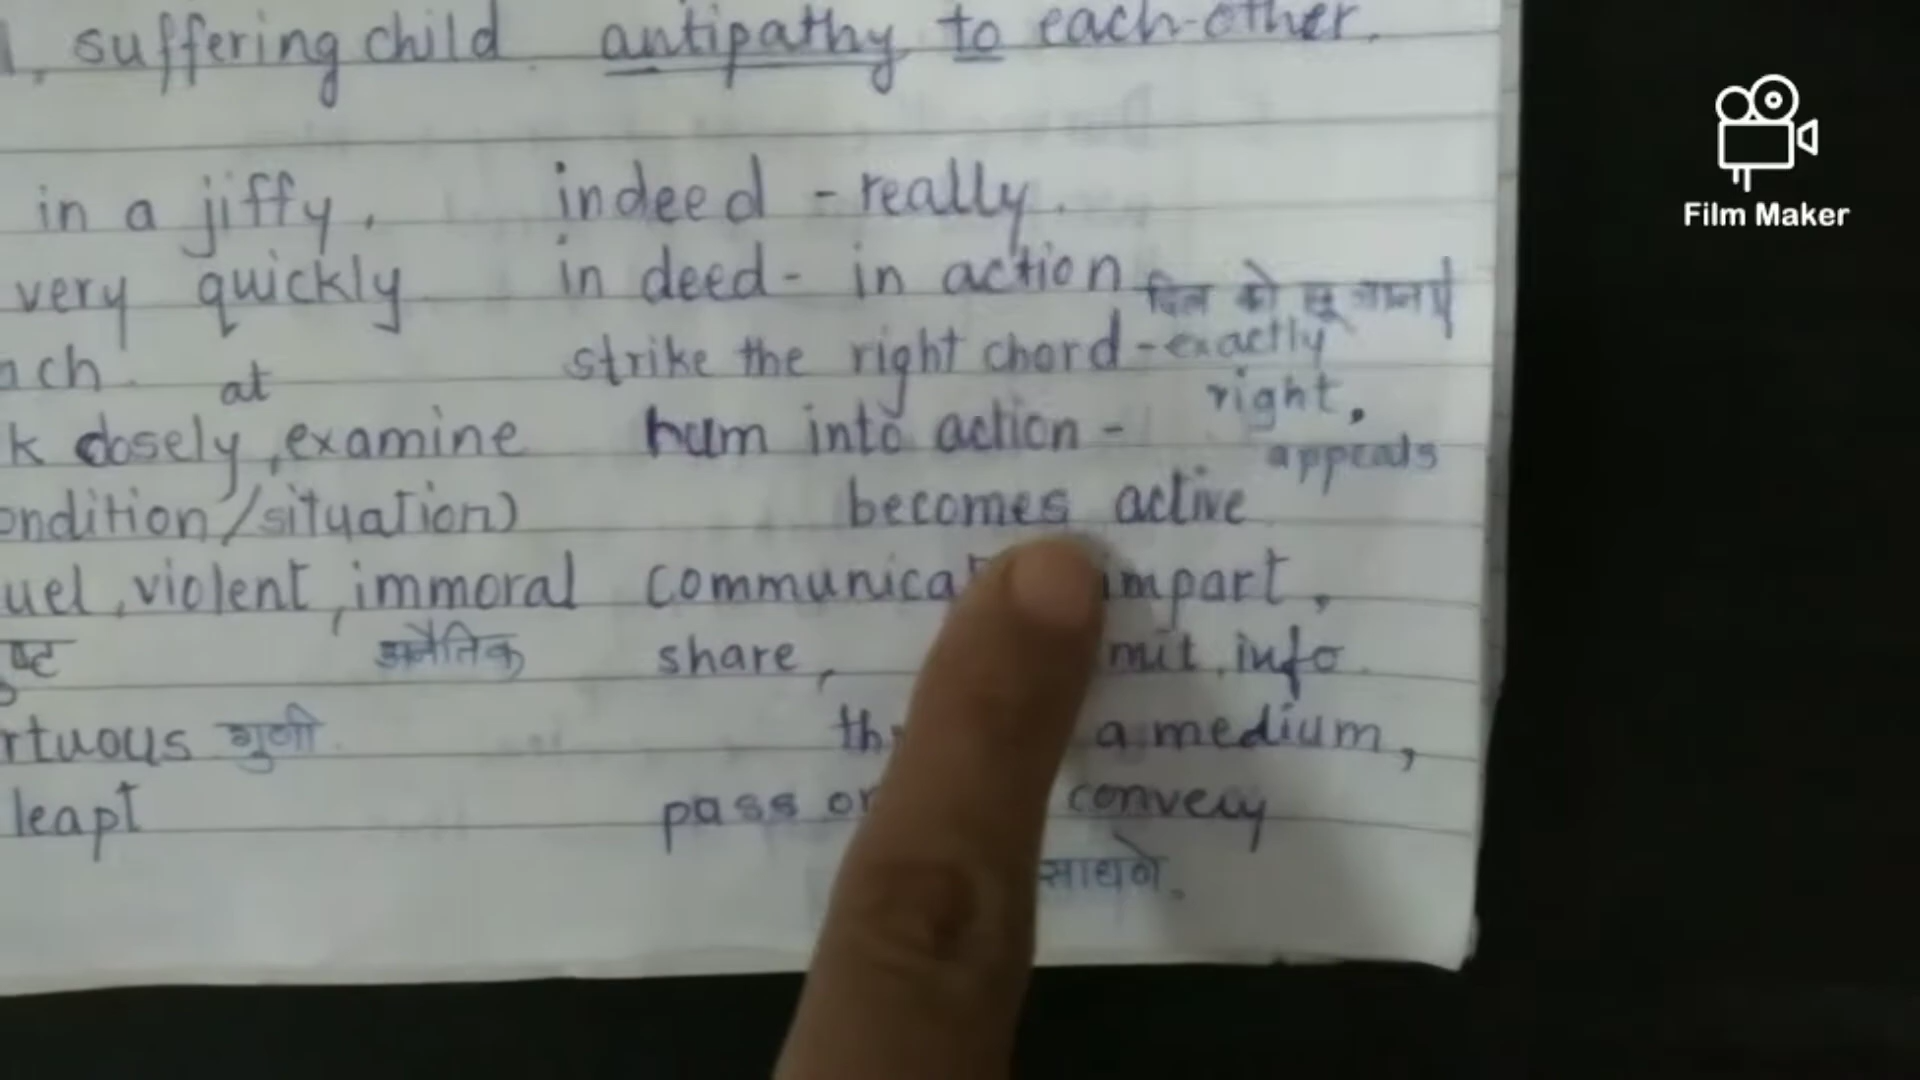 suffering child antipathy to each-other.
in a jiffy. indeed - really.
very quickly in deed - in action दिल को छू जाना
ach strike the right chord - exactly
at right,
k closely, examine hum into action - appeals
ondition/situation) becomes active
uel, violent, immoral communica impart,
ुष्ट अनैतिक share, mit info
rtuous गुणी th a medium,
leapt pass or convey
साधने.
Film Maker